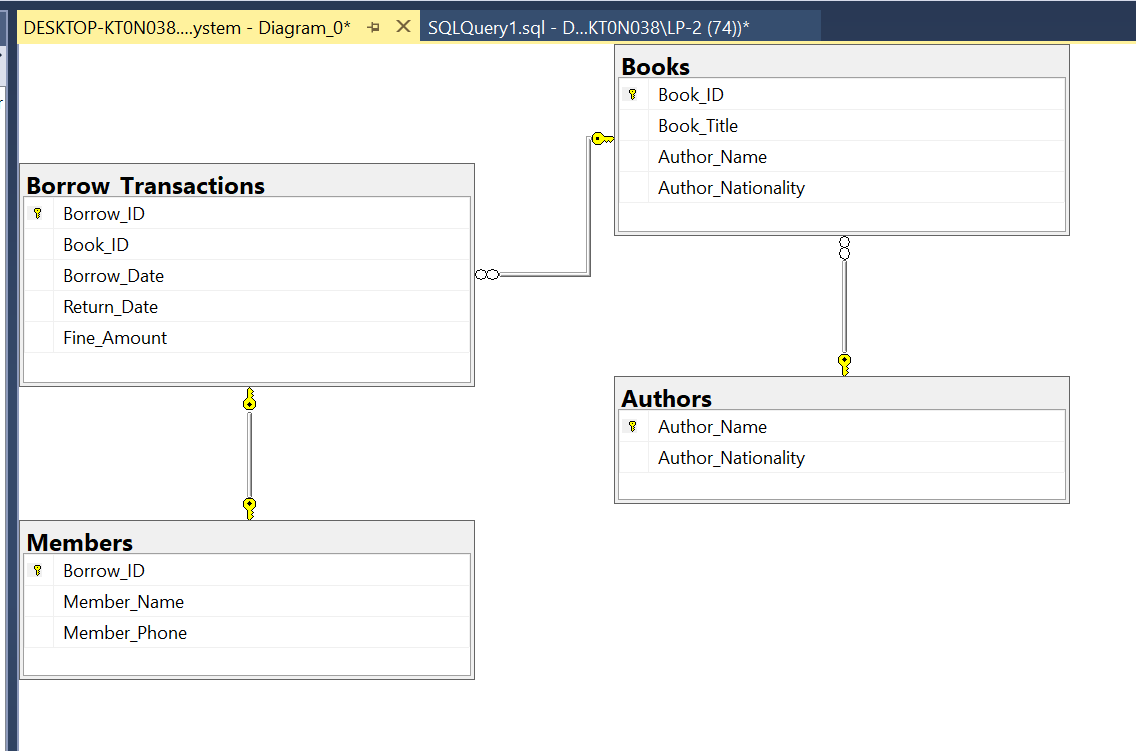 DESKTOP-KT0N038....ystem - Diagram_0*
SQLQuery1.sql - D...KT0N038\LP-2 (74))*
Books
Book_ID
Book_Title
Author_Name
Author_Nationality
Borrow_Transactions
Borrow_ID
Book_ID
Borrow_Date
Return_Date
Fine_Amount
Authors
Author_Name
Author_Nationality
Members
Borrow_ID
Member_Name
Member_Phone